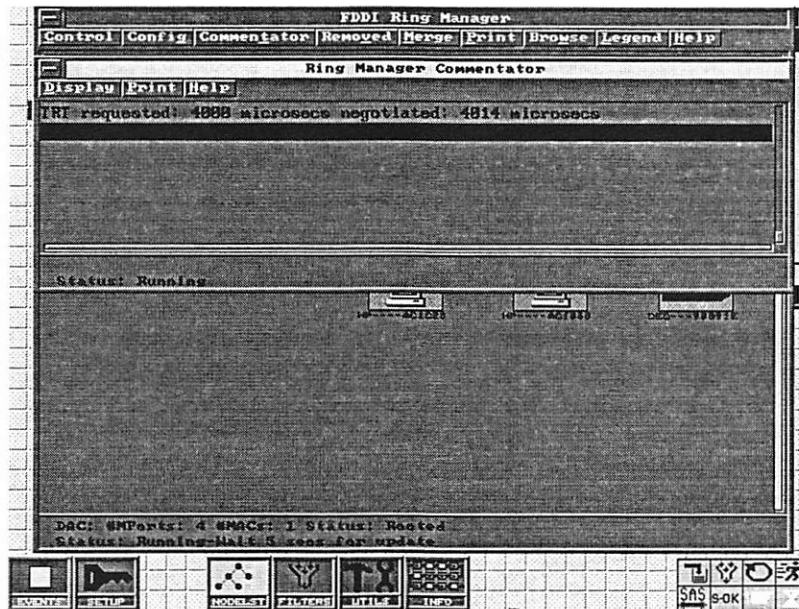 FDDI Ring Manager
Control Config Commentator Removed Merge Print Browse Legend Help
Ring Manager Commentator
Display Print Help
TRT requested: 4000 microsecs negotiated: 4014 microsecs
Status: Running
DAC: #MPorts: 4 #MACs: 1 Status: Rooted
Status: Running-Wait 5 secs for update
EVENTS SETUP NODELST FILTERS UTILS INFO
SAS S-OK